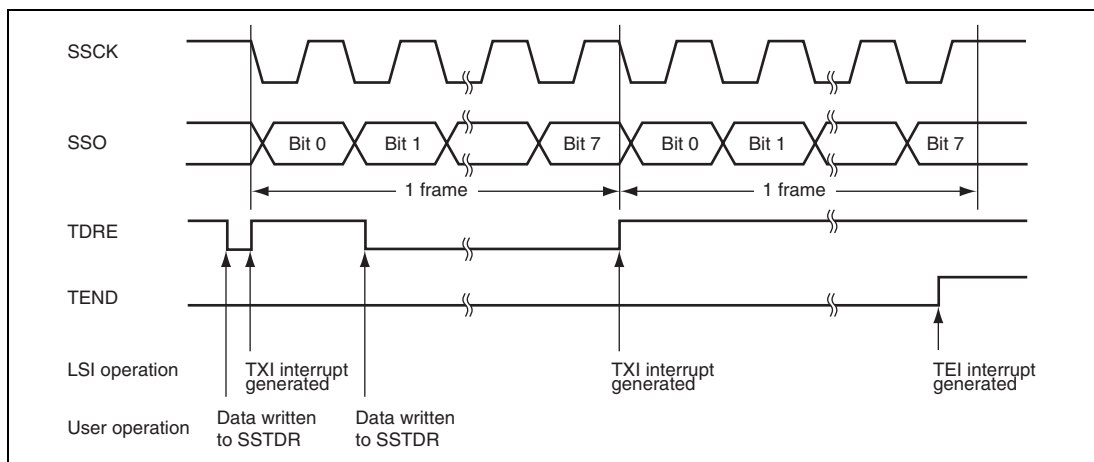 SSCK
SSO
Bit 0
Bit 1
Bit 7
Bit 0
Bit 1
Bit 7
1 frame
1 frame
TDRE
TEND
LSI operation
TXI interrupt
generated
TXI interrupt
generated
TEI interrupt
generated
User operation
Data written
to SSTDR
Data written
to SSTDR